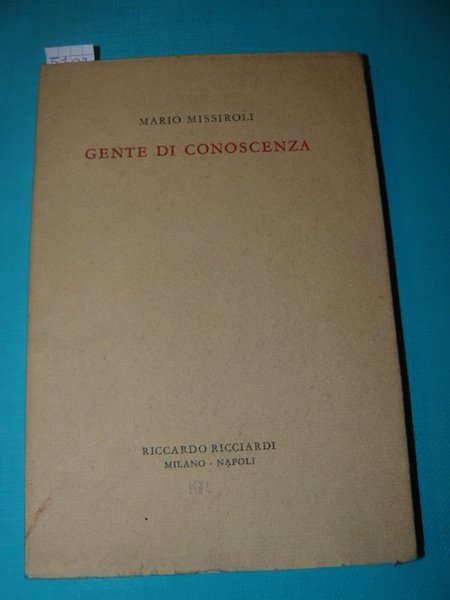 MARIO MISSIROLI
GENTE DI CONOSCENZA
RICCARDO RICCIARDI
MILANO - NAPOLI